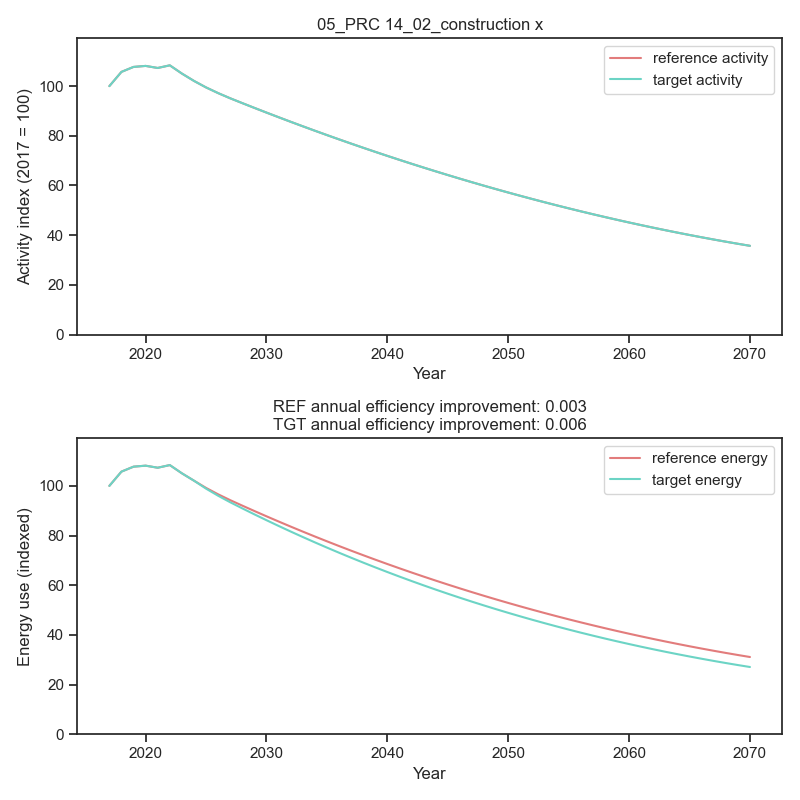 05_PRC 14_02_construction x
reference activity
target activity
Activity index (2017 = 100)
100
80
60
40
20
0
2020 2030 2040 2050 2060 2070
Year
REF annual efficiency improvement: 0.003
TGT annual efficiency improvement: 0.006
reference energy
target energy
Energy use (indexed)
100
80
60
40
20
0
2020 2030 2040 2050 2060 2070
Year